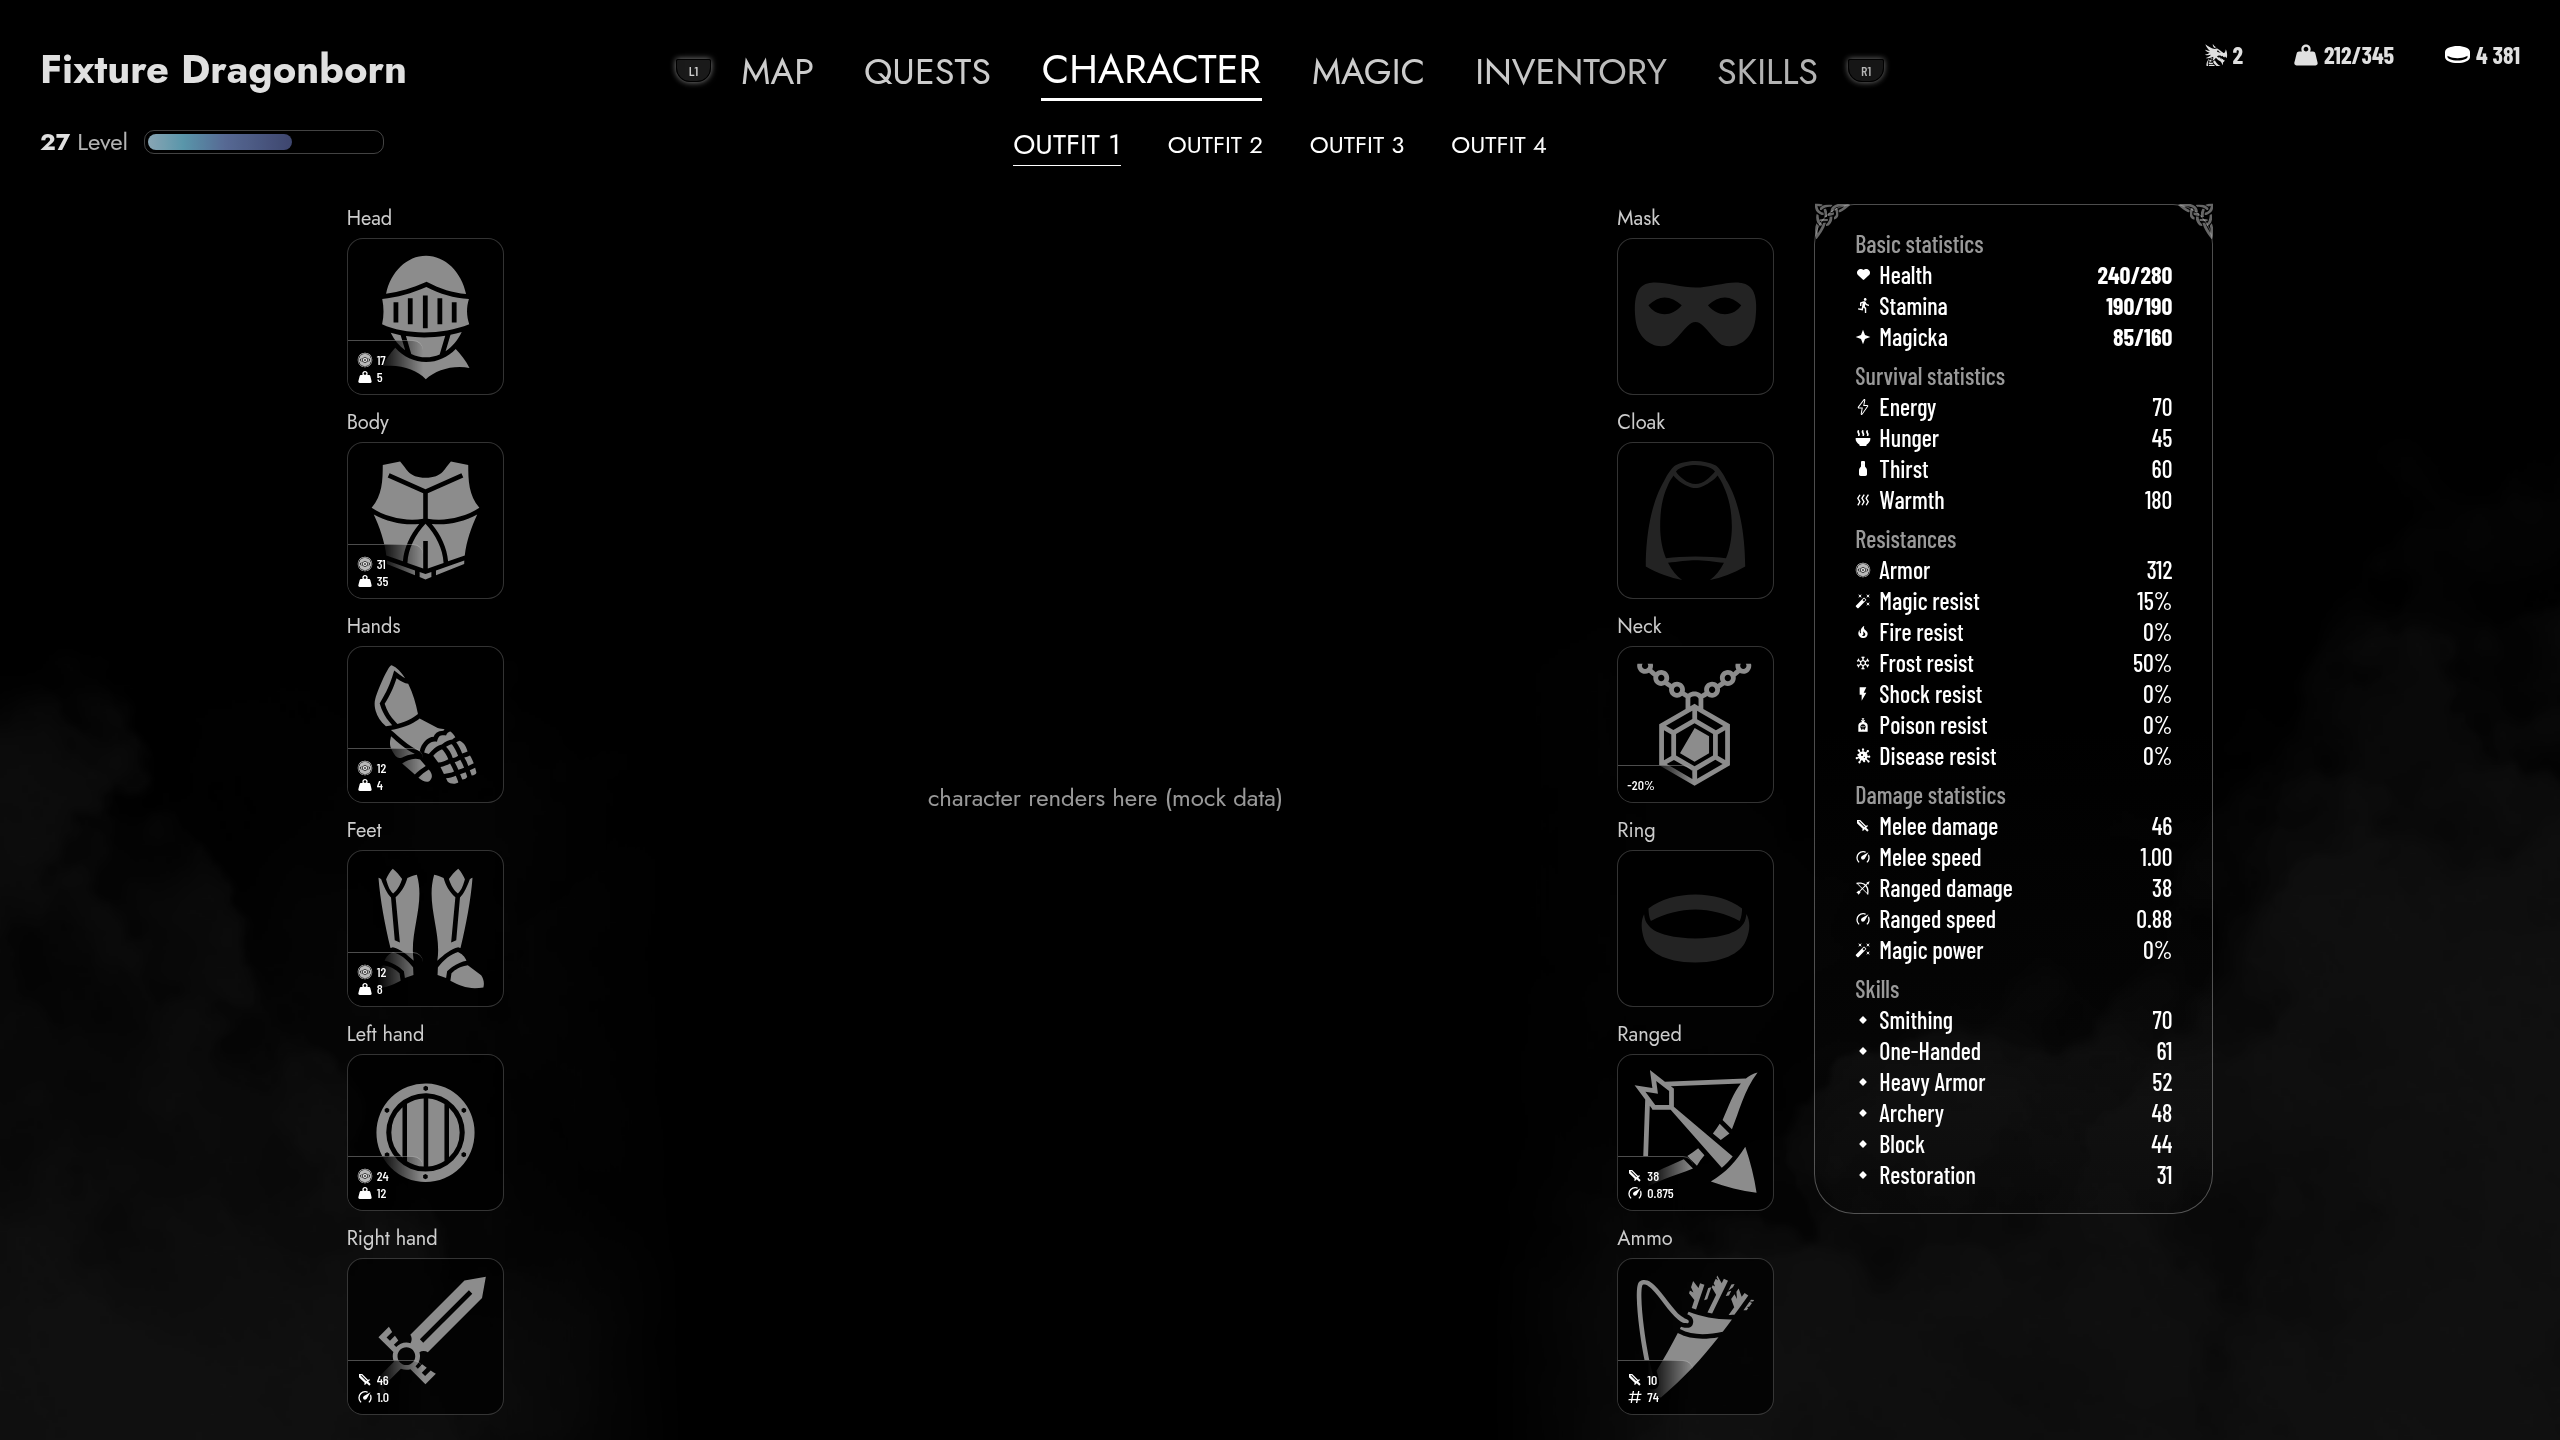 Fixture Dragonborn
L1
MAP
QUESTS
CHARACTER
MAGIC
INVENTORY
SKILLS
R1
2
212/345
4 381
27 Level
OUTFIT 1
OUTFIT 2
OUTFIT 3
OUTFIT 4
Head
17
5
Body
31
35
Hands
12
4
Feet
12
8
Left hand
24
12
Right hand
46
1.0
character renders here (mock data)
Mask
Cloak
Neck
-20%
Ring
Ranged
38
0.875
Ammo
10
# 74
Basic statistics
Health 240/280
Stamina 190/190
Magicka 85/160
Survival statistics
Energy 70
Hunger 45
Thirst 60
Warmth 180
Resistances
Armor 312
Magic resist 15%
Fire resist 0%
Frost resist 50%
Shock resist 0%
Poison resist 0%
Disease resist 0%
Damage statistics
Melee damage 46
Melee speed 1.00
Ranged damage 38
Ranged speed 0.88
Magic power 0%
Skills
Smithing 70
One-Handed 61
Heavy Armor 52
Archery 48
Block 44
Restoration 31